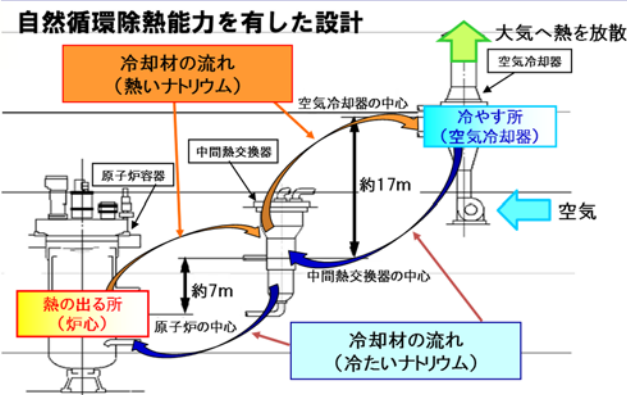 自然循環除熱能力を有した設計
大気へ熱を放散
冷却材の流れ
(熱いナトリウム)
空気冷却器
空気冷却器の中心
冷やす所
(空気冷却器)
中間熱交換器
原子炉容器
約17m
空気
中間熱交換器の中心
約7m
熱の出る所
(炉心)
原子炉の中心
冷却材の流れ
(冷たいナトリウム)